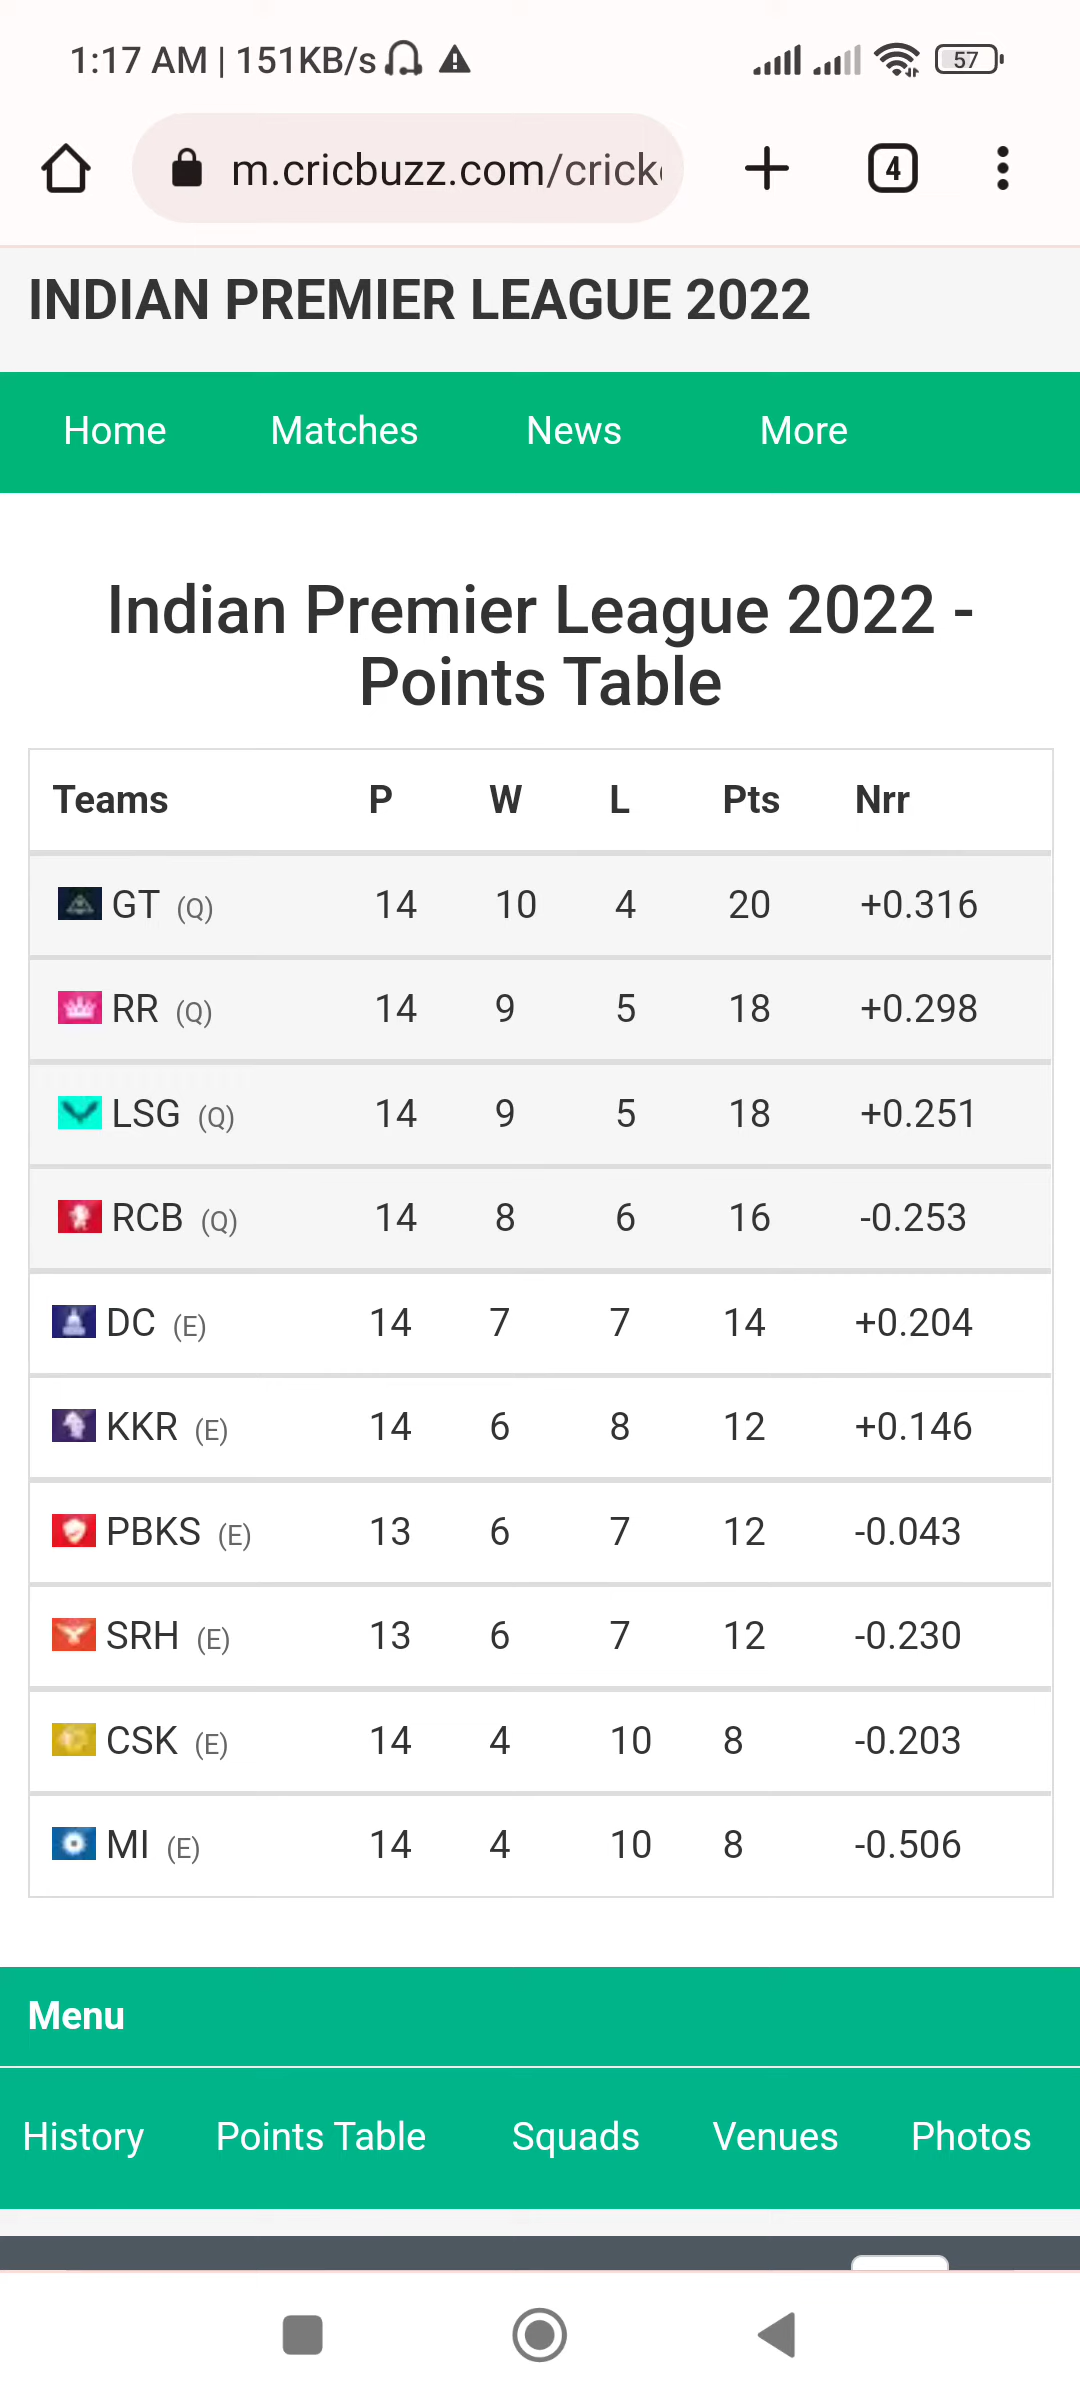 1:17 AM | 151KB/s
57
m.cricbuzz.com/crick
4
INDIAN PREMIER LEAGUE 2022
Home Matches News More
Indian Premier League 2022 -
Points Table
Teams P W L Pts Nrr
GT (Q) 14 10 4 20 +0.316
RR (Q) 14 9 5 18 +0.298
LSG (Q) 14 9 5 18 +0.251
RCB (Q) 14 8 6 16 -0.253
DC (E) 14 7 7 14 +0.204
KKR (E) 14 6 8 12 +0.146
PBKS (E) 13 6 7 12 -0.043
SRH (E) 13 6 7 12 -0.230
CSK (E) 14 4 10 8 -0.203
MI (E) 14 4 10 8 -0.506
Menu
History Points Table Squads Venues Photos